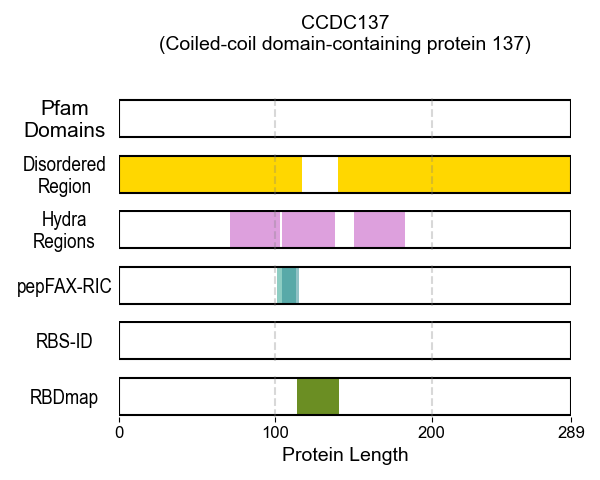 CCDC137
(Coiled-coil domain-containing protein 137)
Pfam
Domains
Disordered
Region
Hydra
Regions
pepFAX-RIC
RBS-ID
RBDmap
0 100 200 289
Protein Length